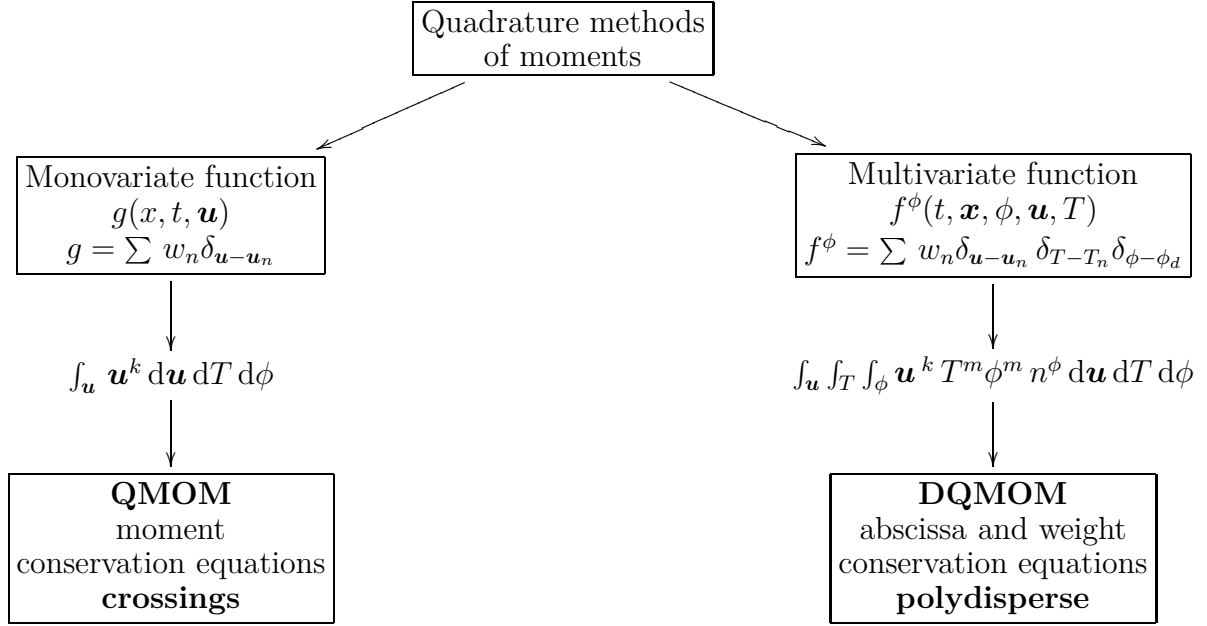 Quadrature methods
of moments
Monovariate function
g(x, t, u)
g = ∑ w_n δ_{u−u_n}
∫_u u^k du dT dϕ
QMOM
moment
conservation equations
crossings
Multivariate function
f^ϕ(t, x, ϕ, u, T)
f^ϕ = ∑ w_n δ_{u−u_n} δ_{T−T_n} δ_{ϕ−ϕ_d}
∫_u ∫_T ∫_ϕ u^k T^m ϕ^m n^ϕ du dT dϕ
DQMOM
abscissa and weight
conservation equations
polydisperse